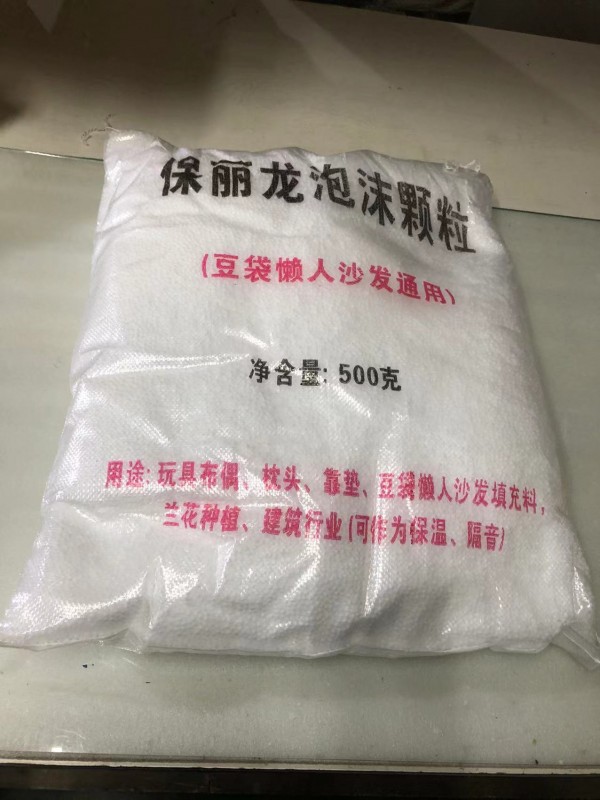 保丽龙泡沫颗粒
(豆袋懒人沙发通用)
净含量: 500克
用途: 玩具布偶、枕头、靠垫、豆袋懒人沙发填充料,
兰花种植、建筑行业(可作为保温、隔音)